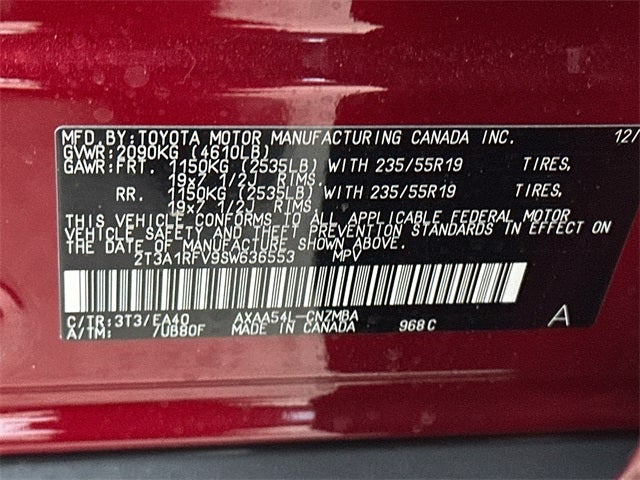 MFD. BY: TOYOTA MOTOR MANUFACTURING CANADA INC. 12/
GVWR: 2090KG (4610LB)
GAWR: FRT. 1150KG (2535LB) WITH 235/55R19 TIRES,
19x7 1/2J RIMS.
RR. 1150KG (2535LB) WITH 235/55R19 TIRES,
19x7 1/2J RIMS.
THIS VEHICLE CONFORMS TO ALL APPLICABLE FEDERAL MOTOR
VEHICLE SAFETY AND THEFT PREVENTION STANDARDS IN EFFECT ON
THE DATE OF MANUFACTURE SHOWN ABOVE.
2T3A1RFV9SW636553 MPV
C/TR: 3T3/EA40 AXAA54L-CNZMBA A
A/TM: /UB80F MADE IN CANADA 968C